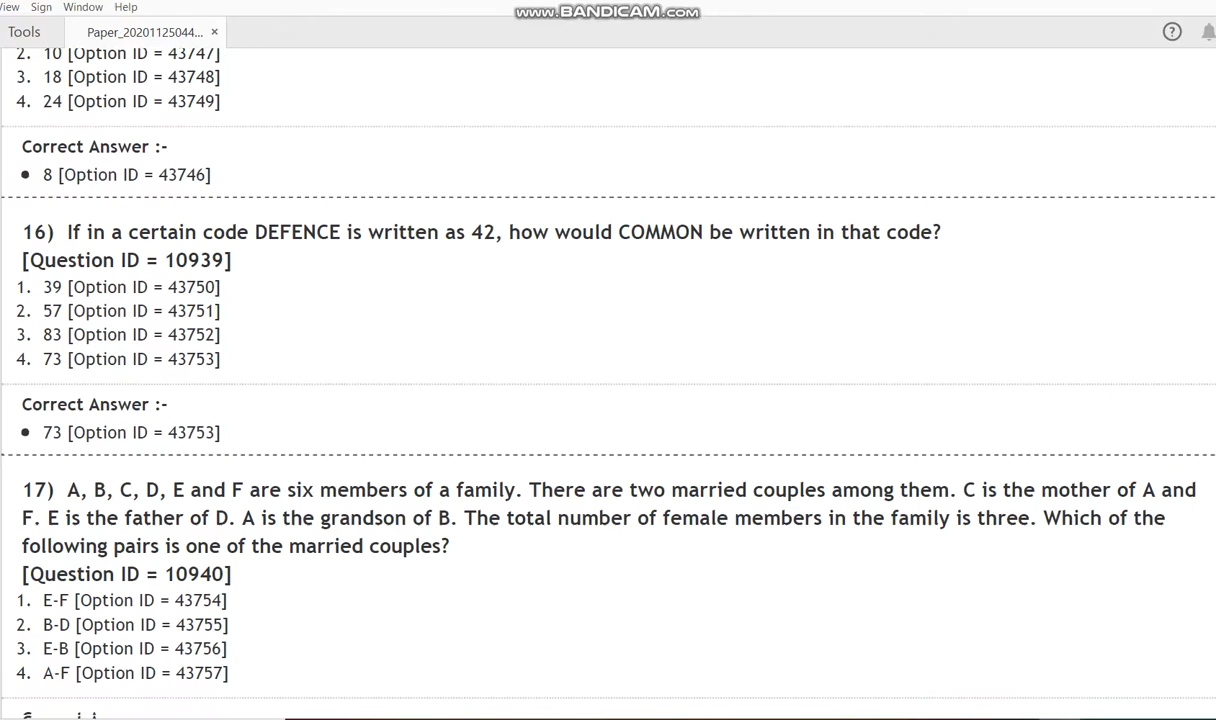 View Sign Window Help
www.BANDICAM.com
Tools Paper_20201125044... × ?
2. 10 [Option ID = 43747]
3. 18 [Option ID = 43748]
4. 24 [Option ID = 43749]
Correct Answer :-
• 8 [Option ID = 43746]
16) If in a certain code DEFENCE is written as 42, how would COMMON be written in that code?
[Question ID = 10939]
1. 39 [Option ID = 43750]
2. 57 [Option ID = 43751]
3. 83 [Option ID = 43752]
4. 73 [Option ID = 43753]
Correct Answer :-
• 73 [Option ID = 43753]
17) A, B, C, D, E and F are six members of a family. There are two married couples among them. C is the mother of A and
F. E is the father of D. A is the grandson of B. The total number of female members in the family is three. Which of the
following pairs is one of the married couples?
[Question ID = 10940]
1. E-F [Option ID = 43754]
2. B-D [Option ID = 43755]
3. E-B [Option ID = 43756]
4. A-F [Option ID = 43757]